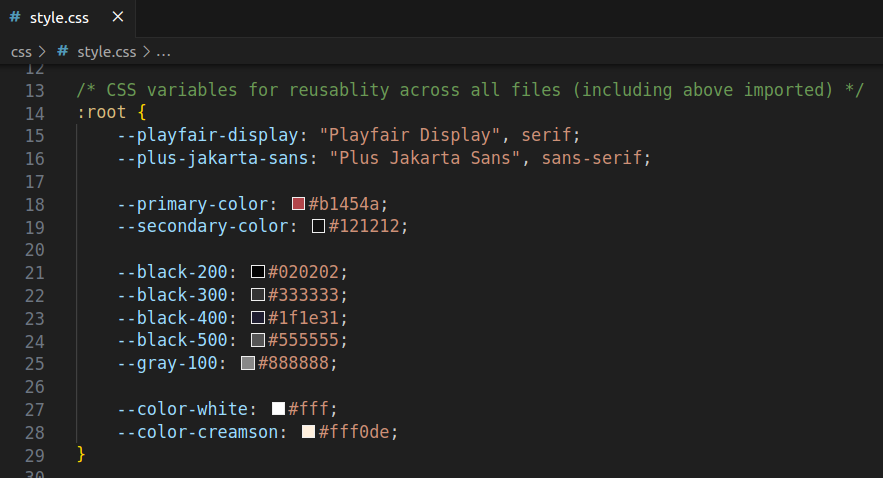 # style.css ×
css > # style.css > ...
12
13 /* CSS variables for reusablity across all files (including above imported) */
14 :root {
15 --playfair-display: "Playfair Display", serif;
16 --plus-jakarta-sans: "Plus Jakarta Sans", sans-serif;
17
18 --primary-color: #b1454a;
19 --secondary-color: #121212;
20
21 --black-200: #020202;
22 --black-300: #333333;
23 --black-400: #1f1e31;
24 --black-500: #555555;
25 --gray-100: #888888;
26
27 --color-white: #fff;
28 --color-creamson: #fff0de;
29 }
30